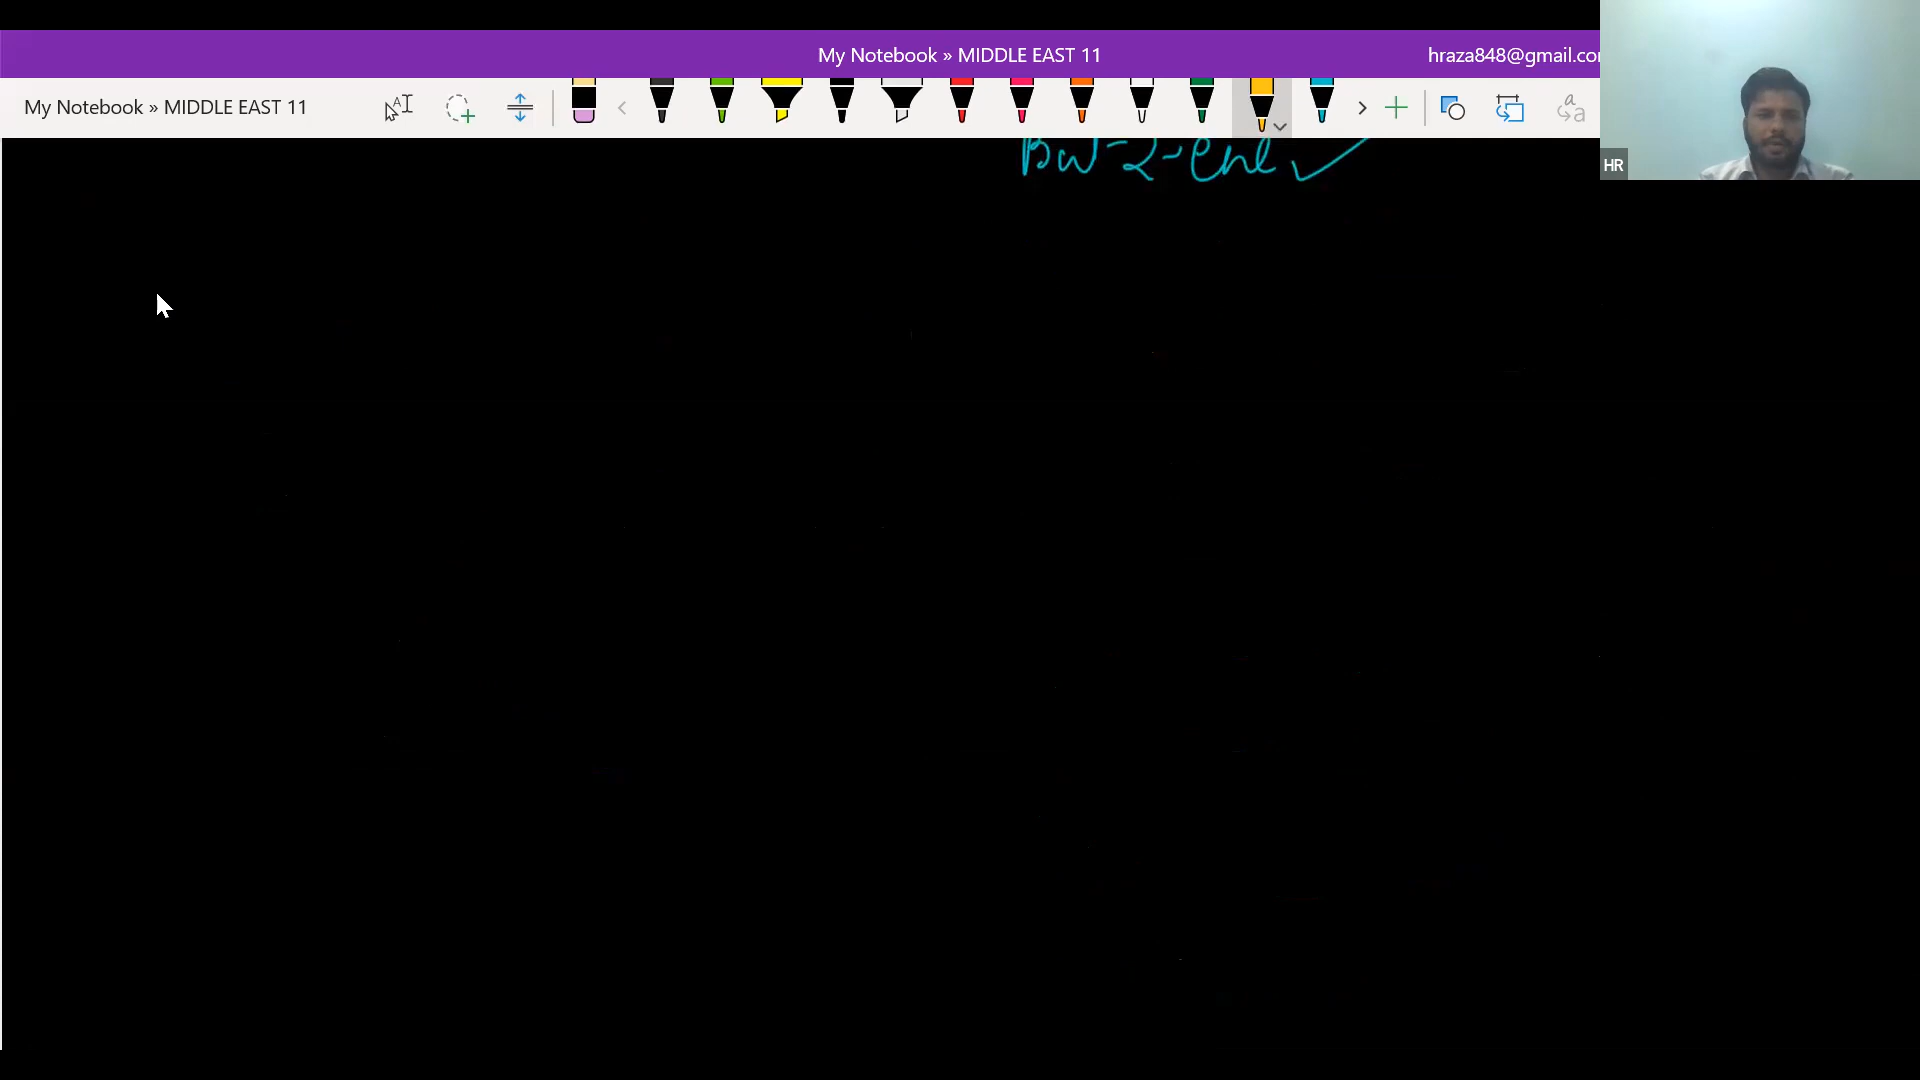 My Notebook » MIDDLE EAST 11 hraza848@gmail.co
My Notebook » MIDDLE EAST 11
HR